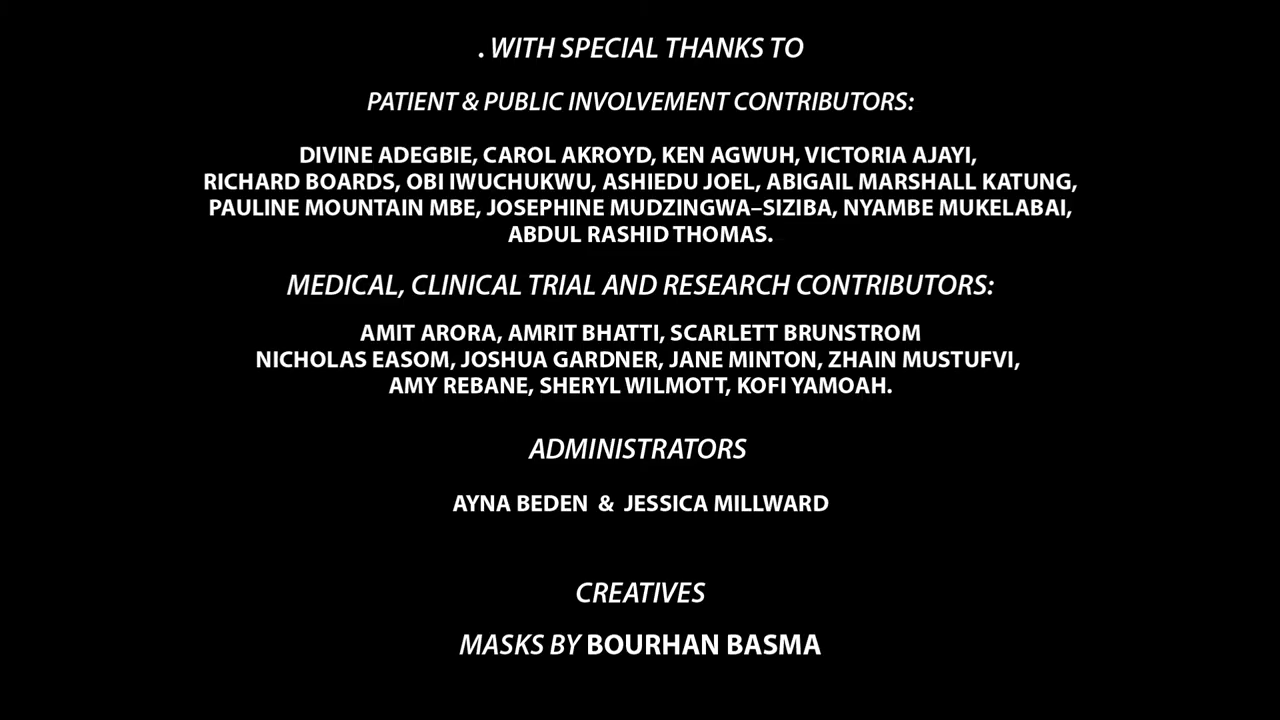 . WITH SPECIAL THANKS TO
PATIENT & PUBLIC INVOLVEMENT CONTRIBUTORS:
DIVINE ADEGBIE, CAROL AKROYD, KEN AGWUH, VICTORIA AJAYI,
RICHARD BOARDS, OBI IWUCHUKWU, ASHIEDU JOEL, ABIGAIL MARSHALL KATUNG,
PAULINE MOUNTAIN MBE, JOSEPHINE MUDZINGWA–SIZIBA, NYAMBE MUKELABAI,
ABDUL RASHID THOMAS.
MEDICAL, CLINICAL TRIAL AND RESEARCH CONTRIBUTORS:
AMIT ARORA, AMRIT BHATTI, SCARLETT BRUNSTROM
NICHOLAS EASOM, JOSHUA GARDNER, JANE MINTON, ZHAIN MUSTUFVI,
AMY REBANE, SHERYL WILMOTT, KOFI YAMOAH.
ADMINISTRATORS
AYNA BEDEN & JESSICA MILLWARD
CREATIVES
MASKS BY BOURHAN BASMA